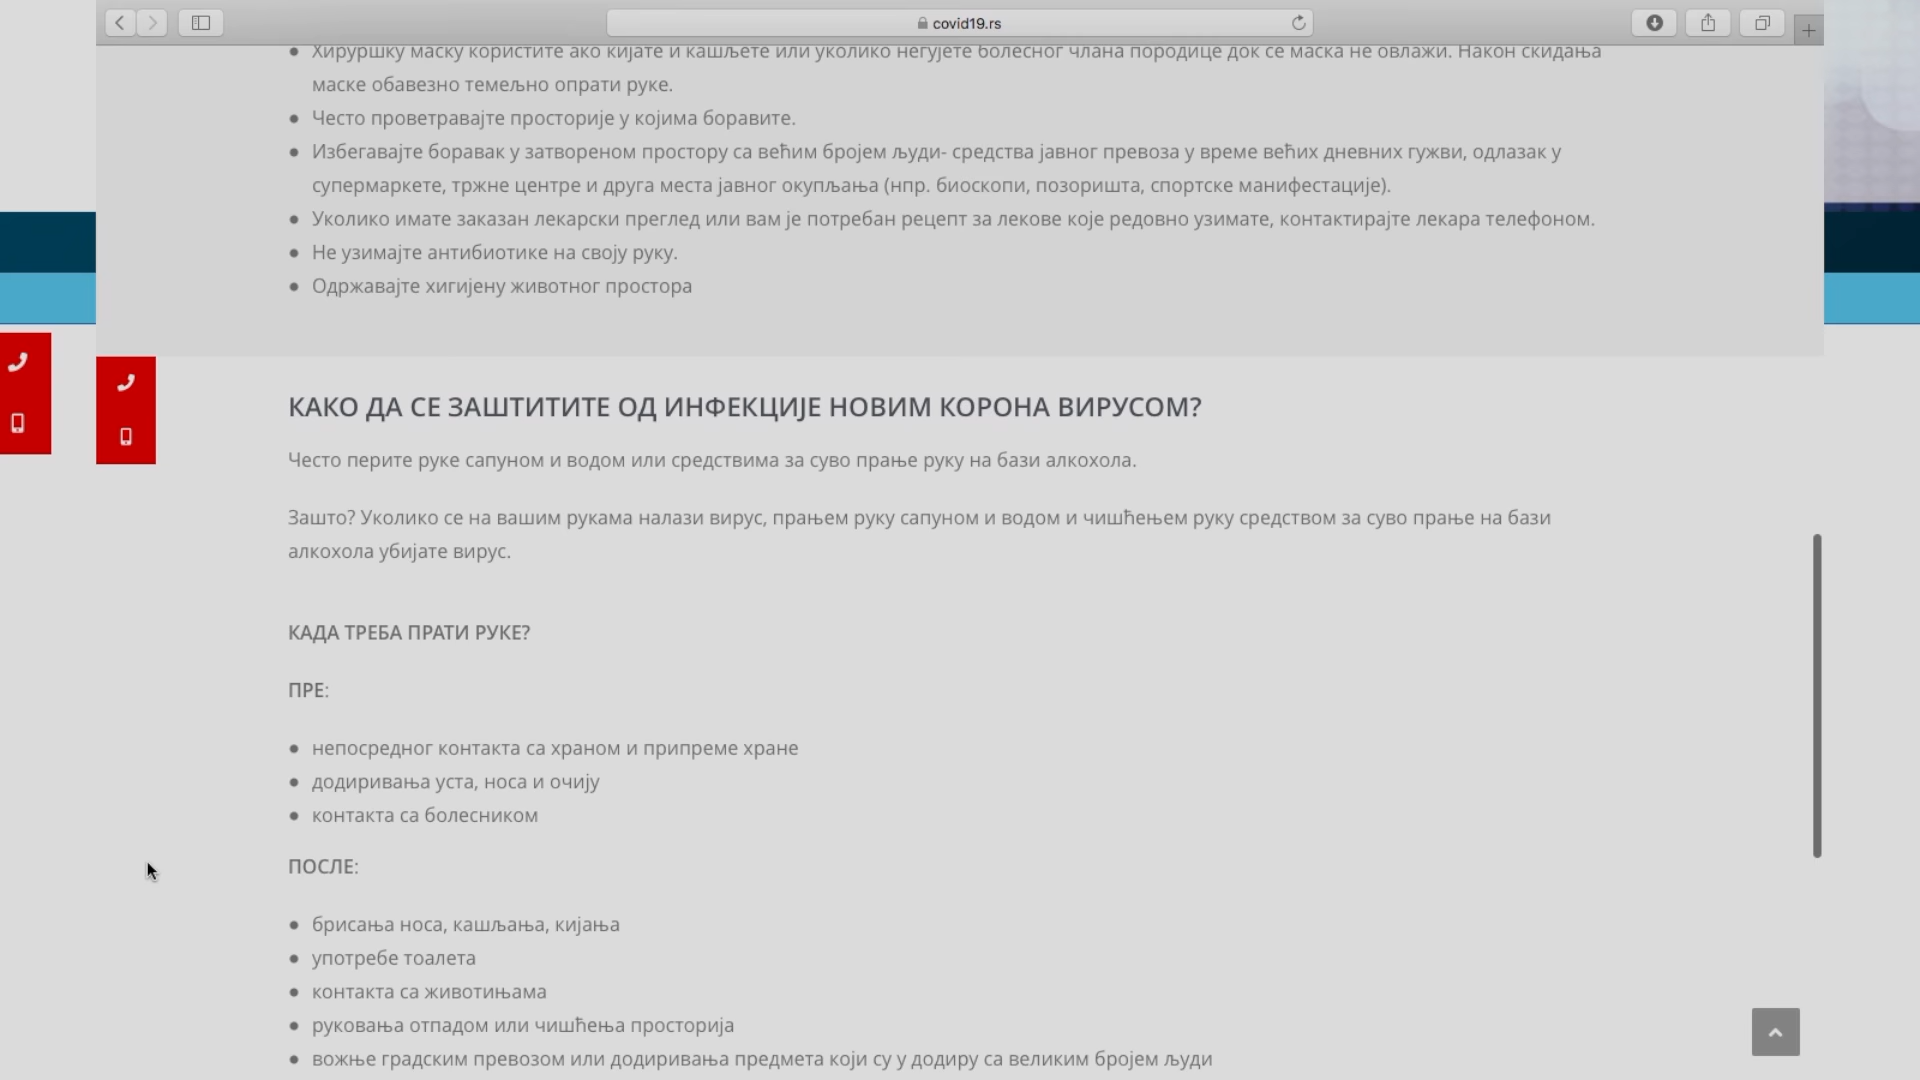 covid19.rs
• Хируршку маску користите ако кијате и кашљете или уколико негујете болесног члана породице док се маска не овлажи. Након скидања
маске обавезно темељно опрати руке.
• Често проветравајте просторије у којима боравите.
• Избегавајте боравак у затвореном простору са већим бројем људи- средства јавног превоза у време већих дневних гужви, одлазак у
супермаркете, тржне центре и друга места јавног окупљања (нпр. биоскопи, позоришта, спортске манифестације).
• Уколико имате заказан лекарски преглед или вам је потребан рецепт за лекове које редовно узимате, контактирајте лекара телефоном.
• Не узимајте антибиотике на своју руку.
• Одржавајте хигијену животног простора
КАКО ДА СЕ ЗАШТИТИТЕ ОД ИНФЕКЦИЈЕ НОВИМ КОРОНА ВИРУСОМ?
Често перите руке сапуном и водом или средствима за суво прање руку на бази алкохола.
Зашто? Уколико се на вашим рукама налази вирус, прањем руку сапуном и водом и чишћењем руку средством за суво прање на бази
алкохола убијате вирус.
КАДА ТРЕБА ПРАТИ РУКЕ?
ПРЕ:
• непосредног контакта са храном и припреме хране
• додиривања уста, носа и очију
• контакта са болесником
ПОСЛЕ:
• брисања носа, кашљања, кијања
• употребе тоалета
• контакта са животињама
• руковања отпадом или чишћења просторија
• вожње градским превозом или додиривања предмета који су у додиру са великим бројем људи